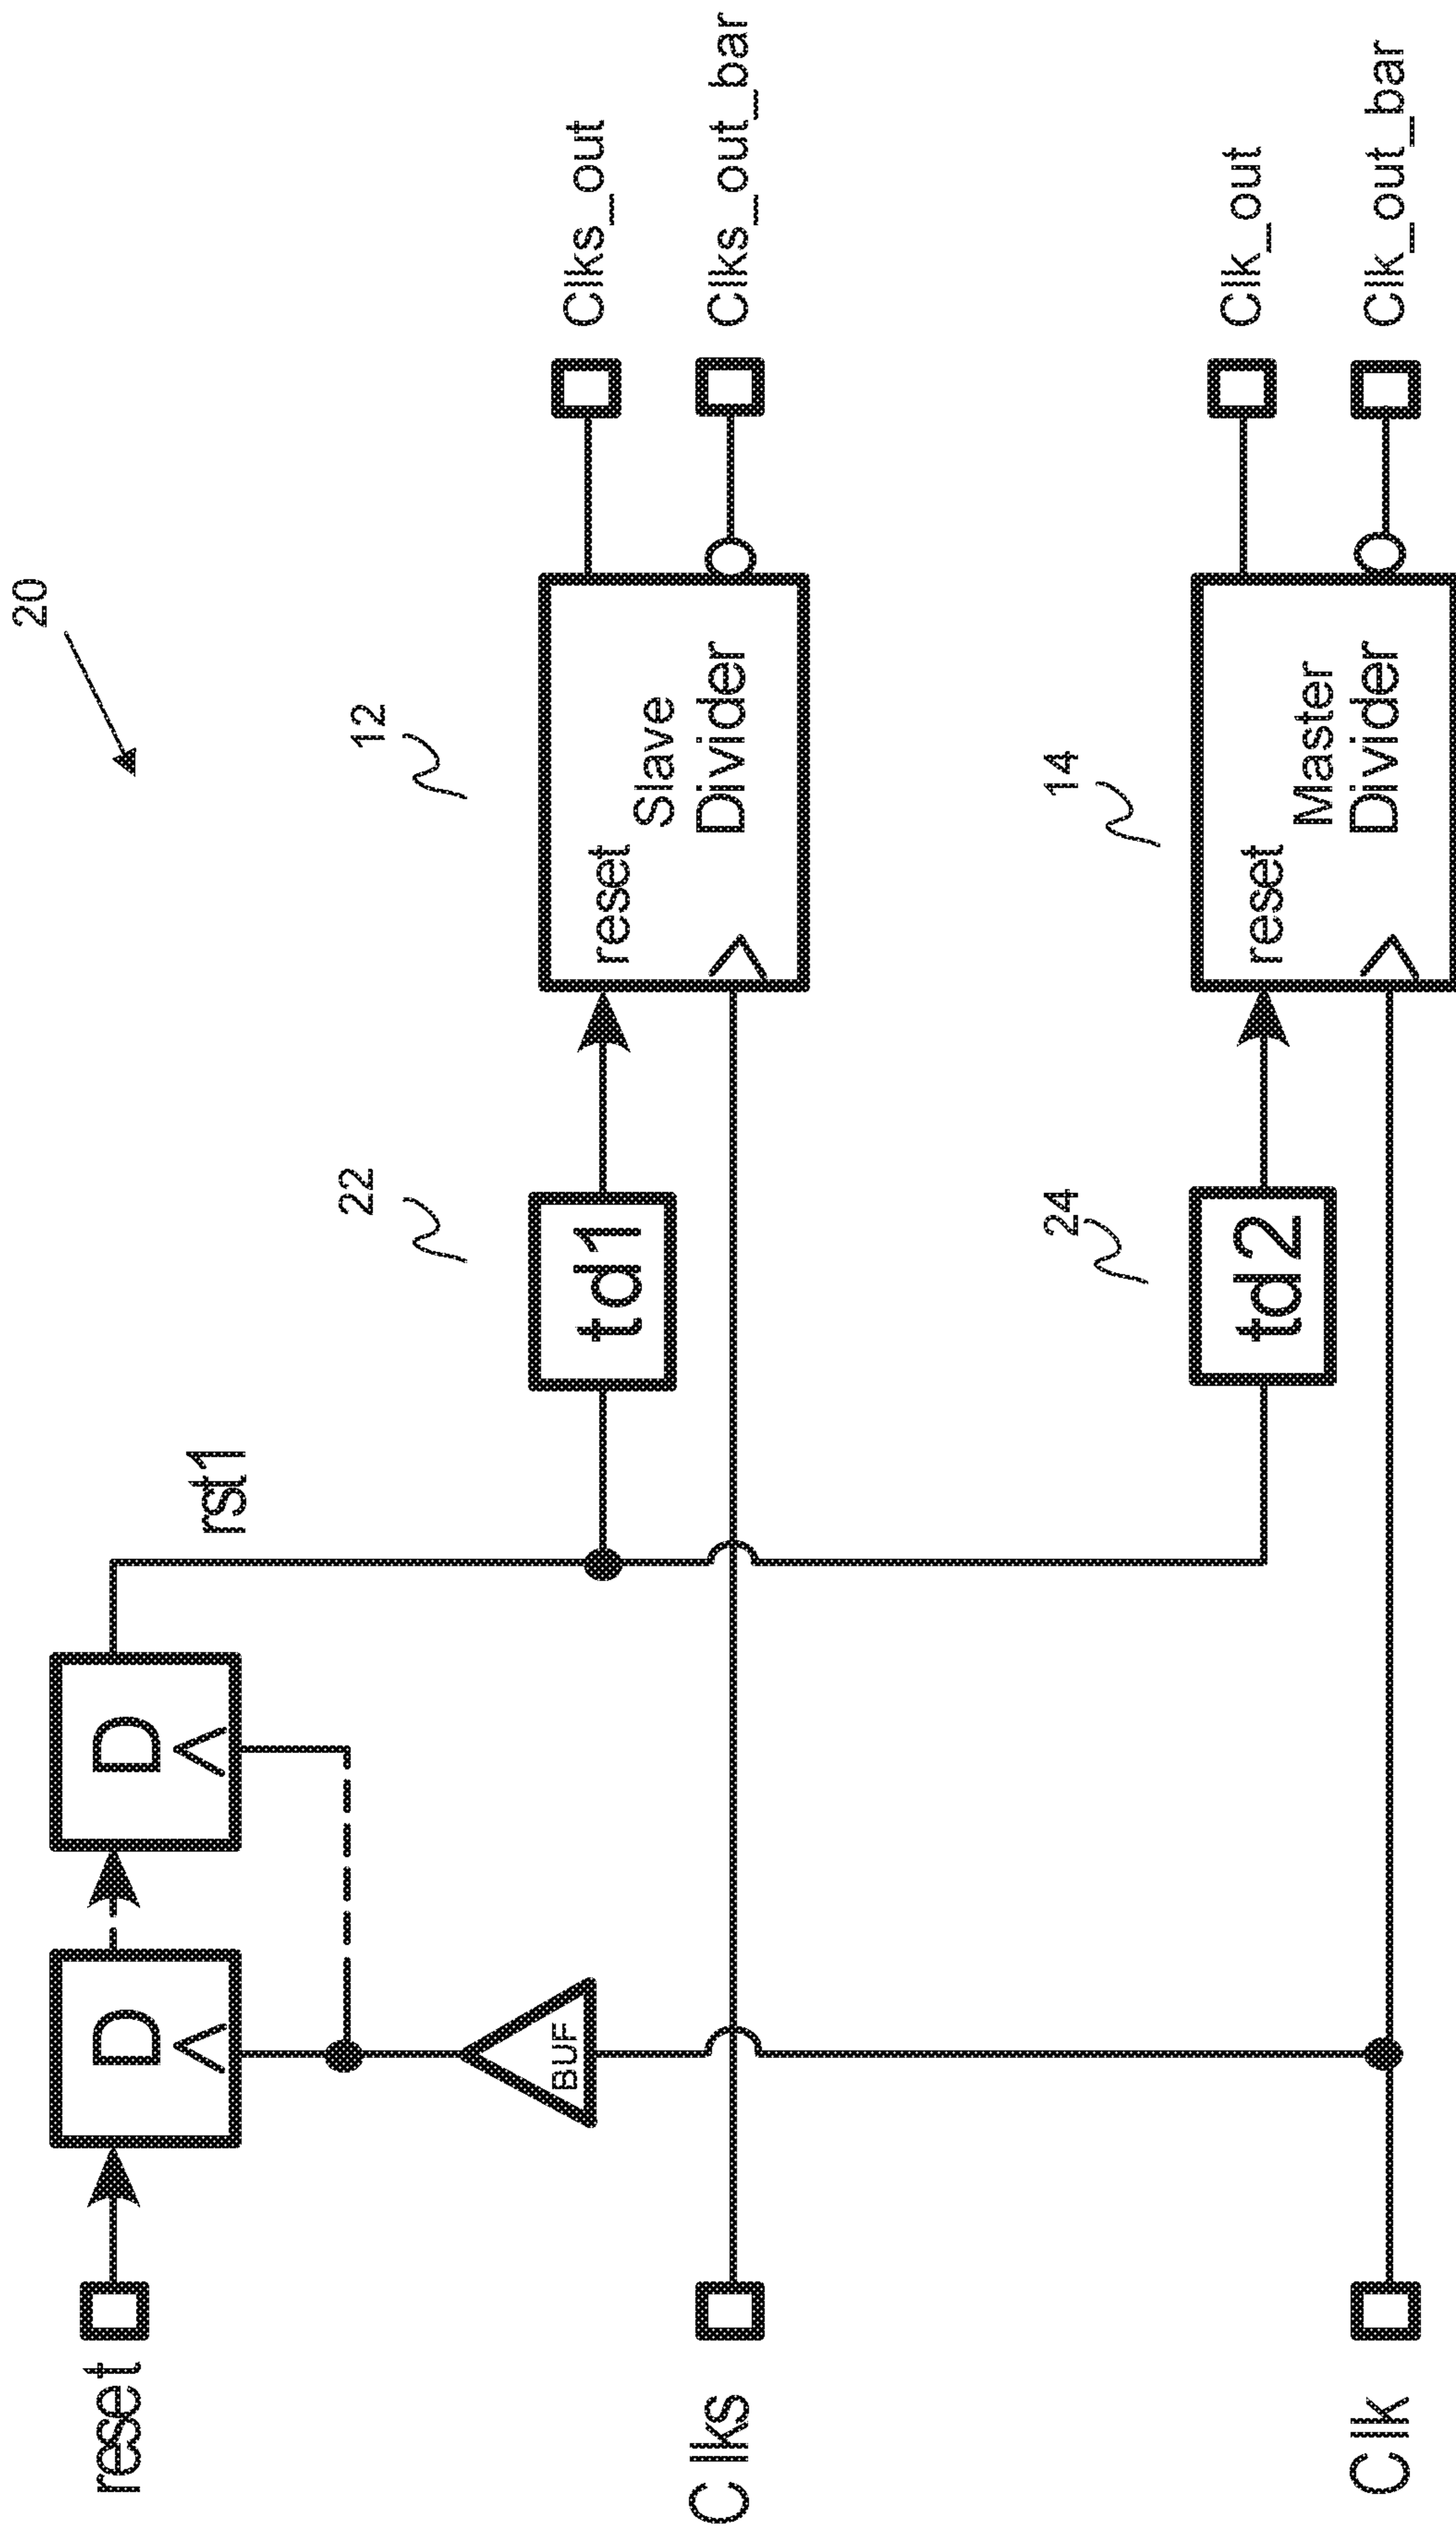 20
reset
D
D
rst1
BUF
22
td1
12
reset
Slave
Divider
Clks_out
Clks_out_bar
Clks
24
td2
14
reset
Master
Divider
Clk_out
Clk_out_bar
Clk